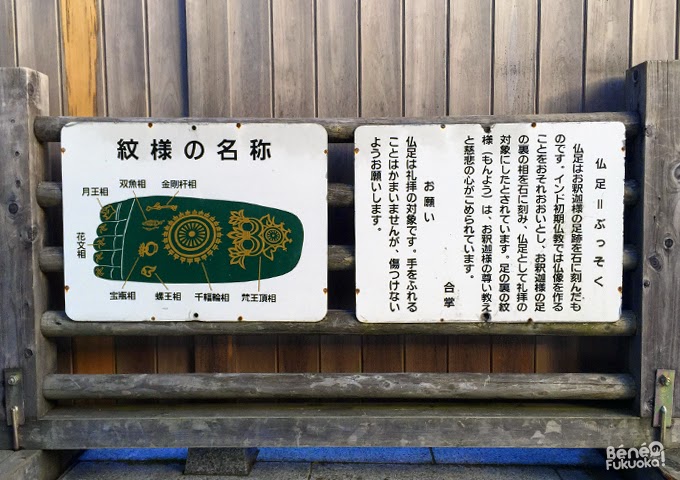 紋様の名称
月王相
双魚相
金剛杆相
花文相
宝瓶相
螺王相
千輻輪相
梵王頂相
仏足＝ぶっそく
仏足はお釈迦様の足跡を石に刻んだも
のです。インド初期仏教では仏像を作る
ことをおそれおおいとし、お釈迦様の足
の裏の相を石に刻み、仏足として礼拝の
対象にしたとされています。足の裏の紋
様（もんよう）は、お釈迦様の尊い教え
と慈悲の心がこめられています。
合掌
お願い
仏足は礼拝の対象です。手をふれる
ことはかまいませんが、傷つけない
ようお願いします。
Béné
Fukuoka!